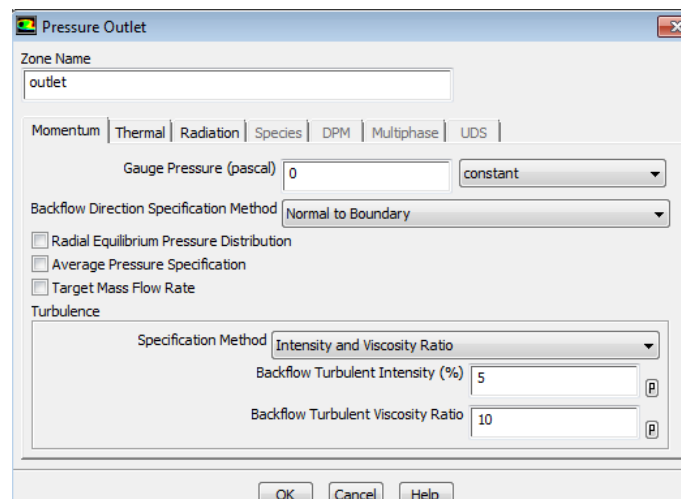 Pressure Outlet
Zone Name
outlet
Momentum Thermal Radiation Species DPM Multiphase UDS
Gauge Pressure (pascal) 0 constant
Backflow Direction Specification Method Normal to Boundary
Radial Equilibrium Pressure Distribution
Average Pressure Specification
Target Mass Flow Rate
Turbulence
Specification Method Intensity and Viscosity Ratio
Backflow Turbulent Intensity (%) 5 P
Backflow Turbulent Viscosity Ratio 10 P
OK Cancel Help